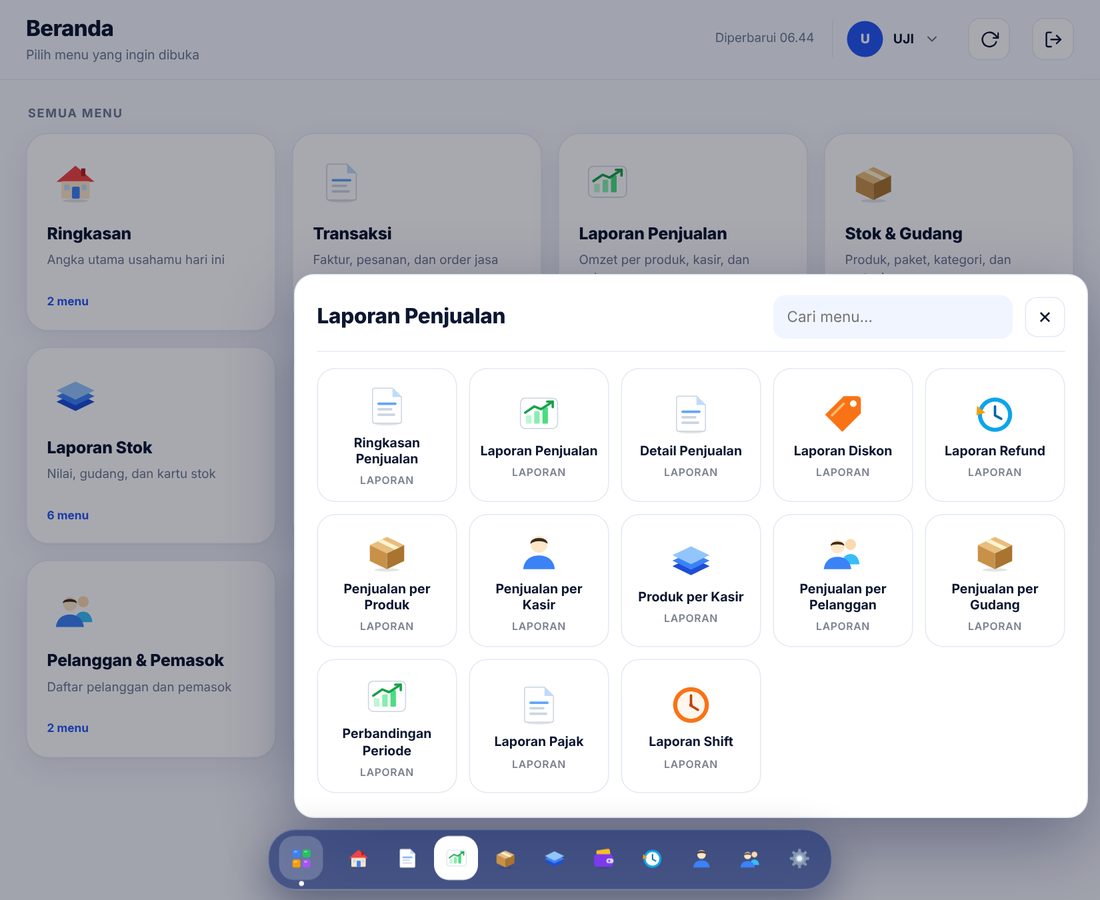 Beranda
Pilih menu yang ingin dibuka
Diperbarui 06.44
U
UJI
SEMUA MENU
Ringkasan
Angka utama usahamu hari ini
2 menu
Transaksi
Faktur, pesanan, dan order jasa
Laporan Penjualan
Omzet per produk, kasir, dan
Stok & Gudang
Produk, paket, kategori, dan
Laporan Stok
Nilai, gudang, dan kartu stok
6 menu
Pelanggan & Pemasok
Daftar pelanggan dan pemasok
2 menu
Laporan Penjualan
Cari menu...
Ringkasan
Penjualan
LAPORAN
Laporan Penjualan
LAPORAN
Detail Penjualan
LAPORAN
Laporan Diskon
LAPORAN
Laporan Refund
LAPORAN
Penjualan per
Produk
LAPORAN
Penjualan per
Kasir
LAPORAN
Produk per Kasir
LAPORAN
Penjualan per
Pelanggan
LAPORAN
Penjualan per
Gudang
LAPORAN
Perbandingan
Periode
LAPORAN
Laporan Pajak
LAPORAN
Laporan Shift
LAPORAN